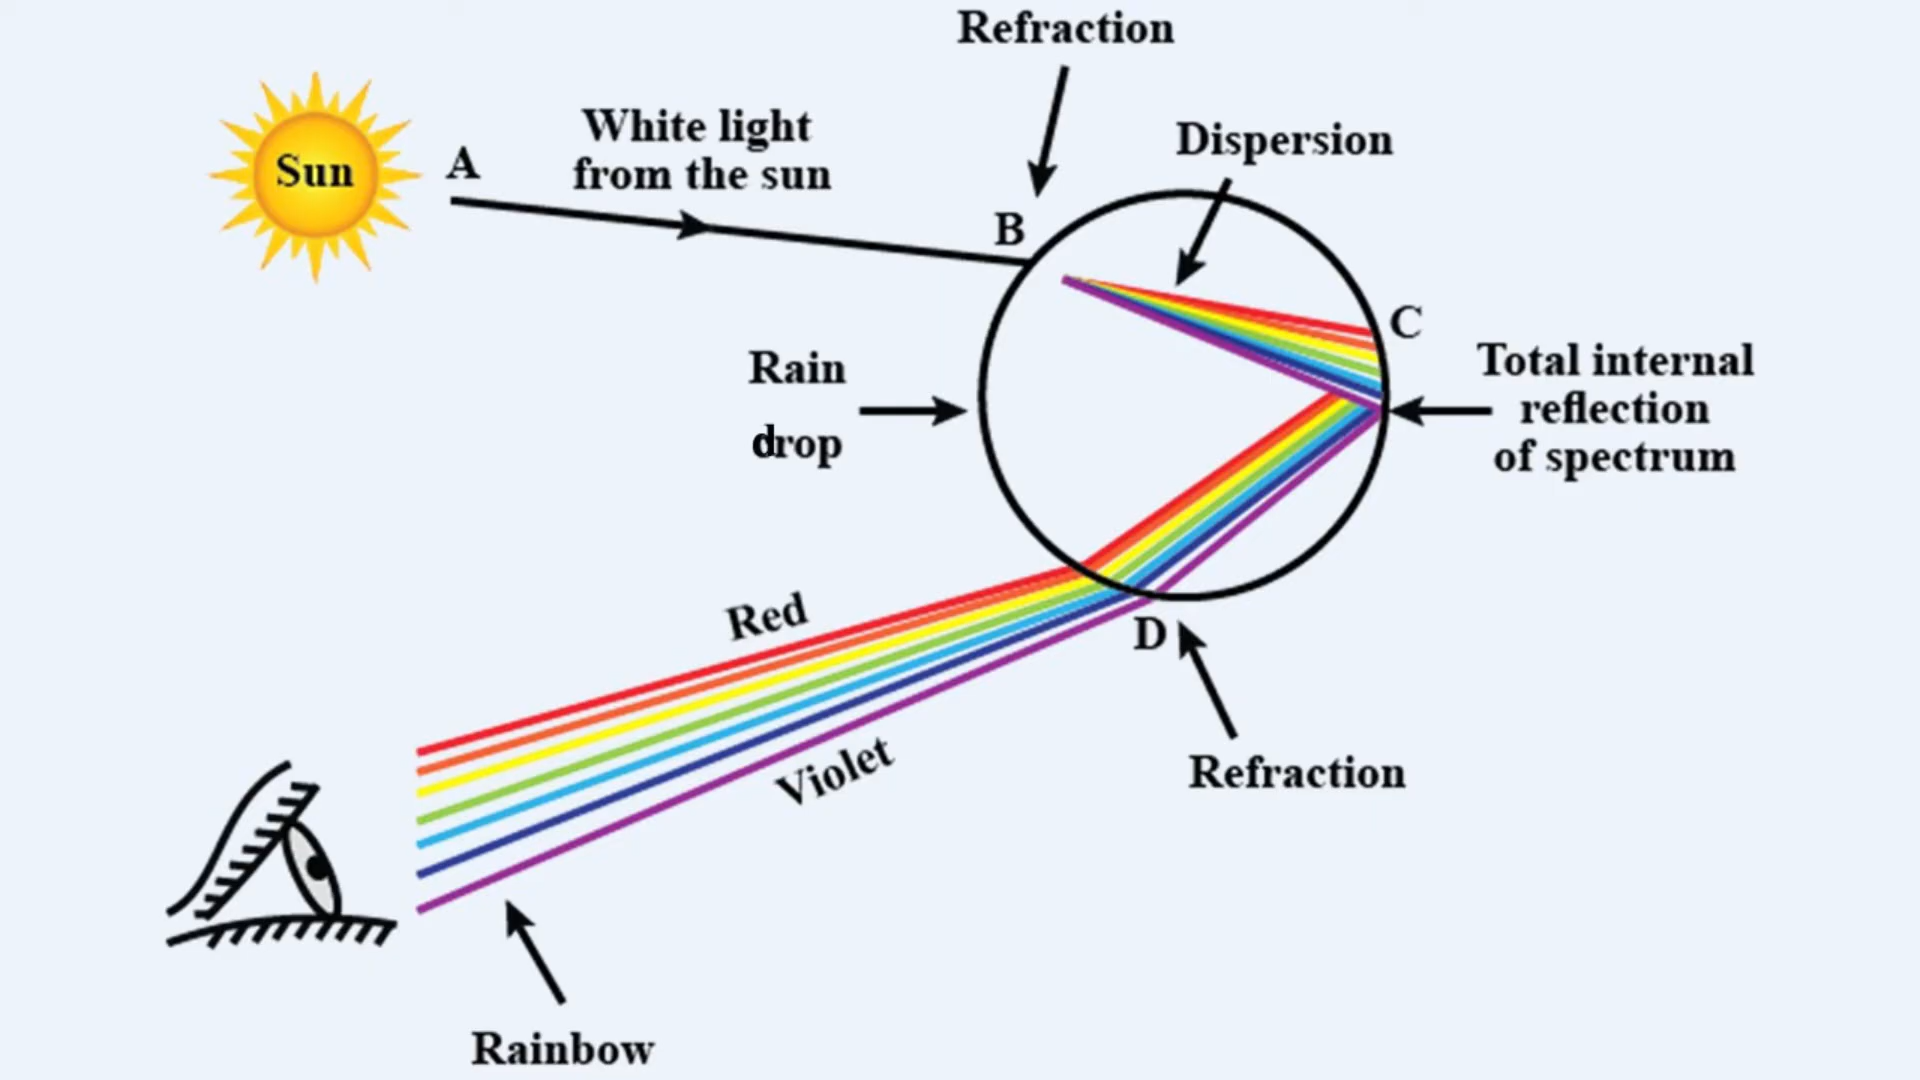 Refraction
Dispersion
White light
from the sun
Sun
A
B
C
Rain
drop
Total internal
reflection
of spectrum
Red
D
Violet
Refraction
Rainbow